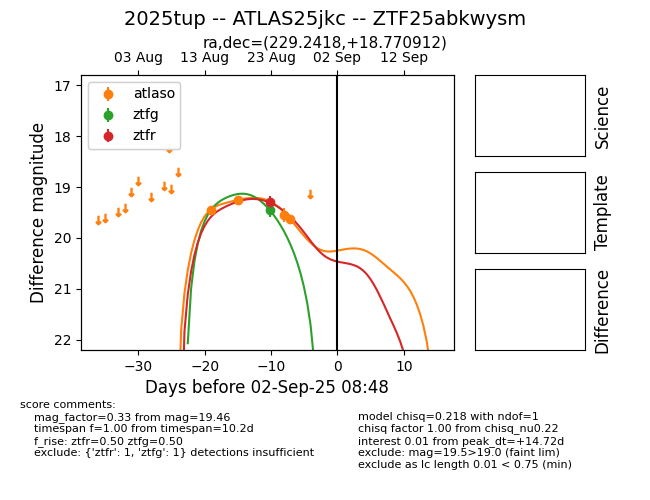 2025tup -- ATLAS25jkc -- ZTF25abkwysm
ra,dec=(229.2418,+18.770912)
03 Aug 13 Aug 23 Aug 02 Sep 12 Sep
atlaso
ztfg
ztfr
17
18
19
20
21
22
Difference magnitude
−30 −20 −10 0 10
Days before 02-Sep-25 08:48
Science
Template
Difference
score comments:
mag_factor=0.33 from mag=19.46
timespan f=1.00 from timespan=10.2d
f_rise: ztfr=0.50 ztfg=0.50
exclude: {'ztfr': 1, 'ztfg': 1} detections insufficient
model chisq=0.218 with ndof=1
chisq factor 1.00 from chisq_nu0.22
interest 0.01 from peak_dt=+14.72d
exclude: mag=19.5>19.0 (faint lim)
exclude as lc length 0.01 < 0.75 (min)